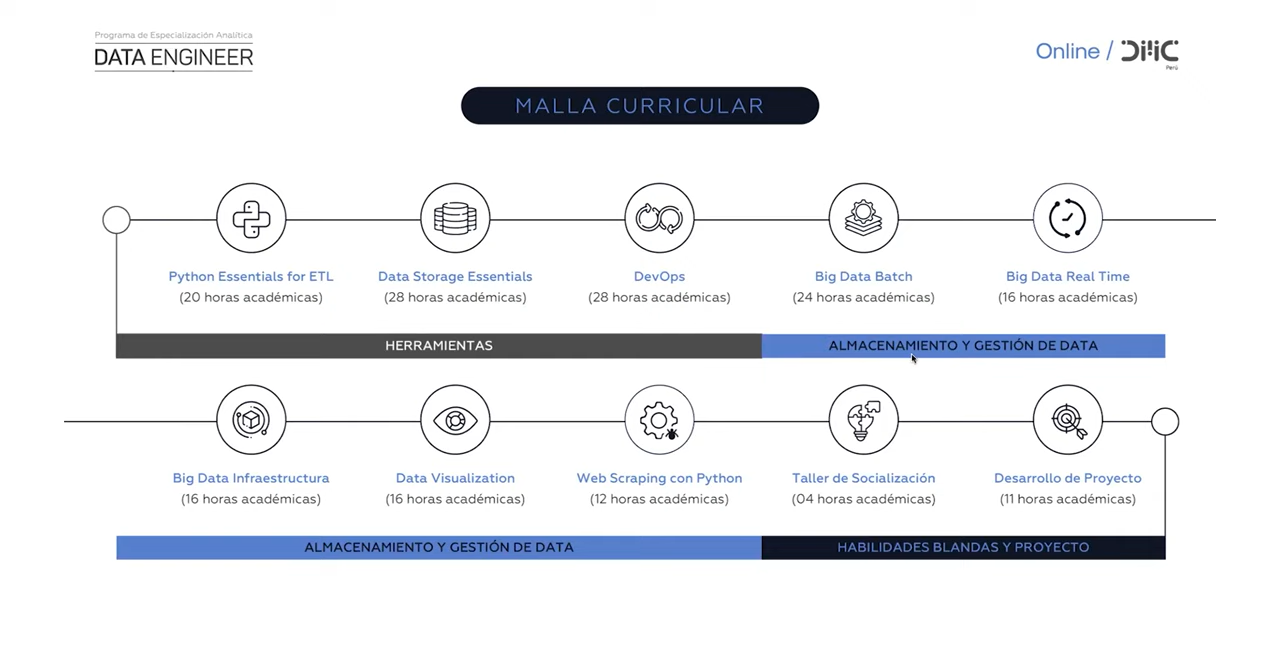 Programa de Especialización Analítica
DATA ENGINEER
Online / DMC
Perú
MALLA CURRICULAR
Python Essentials for ETL
(20 horas académicas)
Data Storage Essentials
(28 horas académicas)
DevOps
(28 horas académicas)
Big Data Batch
(24 horas académicas)
Big Data Real Time
(16 horas académicas)
HERRAMIENTAS
ALMACENAMIENTO Y GESTIÓN DE DATA
Big Data Infraestructura
(16 horas académicas)
Data Visualization
(16 horas académicas)
Web Scraping con Python
(12 horas académicas)
Taller de Socialización
(04 horas académicas)
Desarrollo de Proyecto
(11 horas académicas)
ALMACENAMIENTO Y GESTIÓN DE DATA
HABILIDADES BLANDAS Y PROYECTO